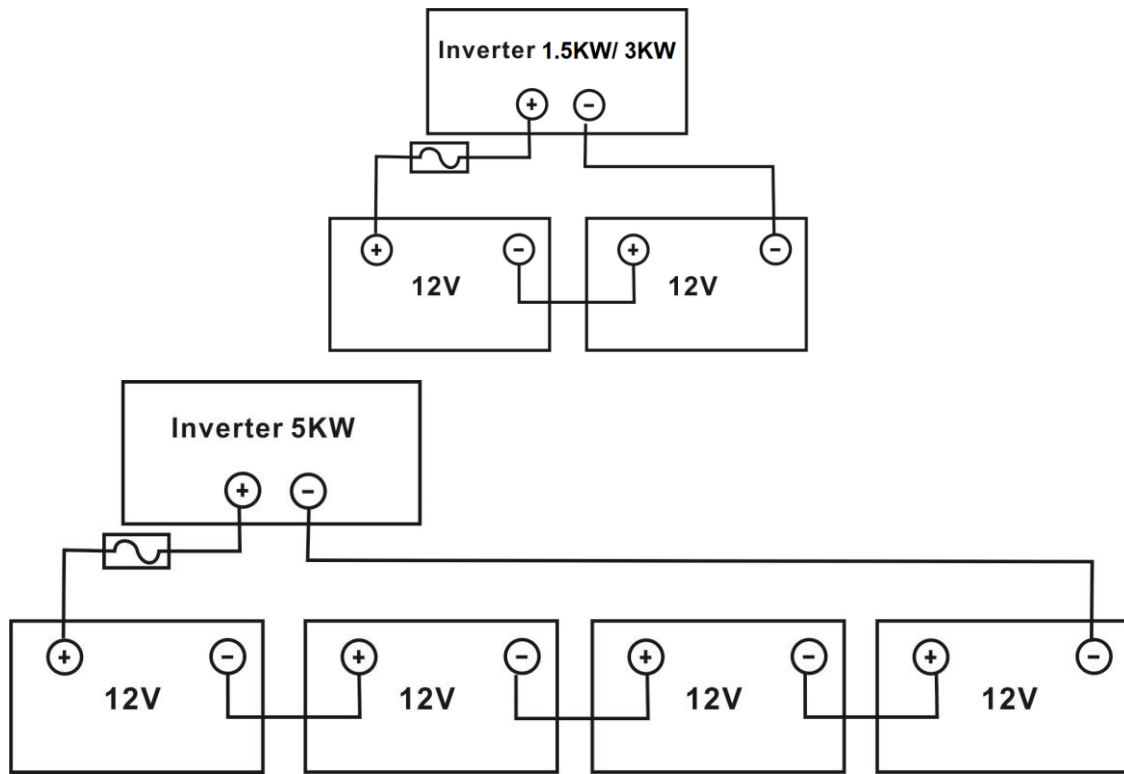 Inverter 1.5KW/ 3KW
+ -
+ - + -
12V 12V
Inverter 5KW
+ -
+ - + - + - + -
12V 12V 12V 12V